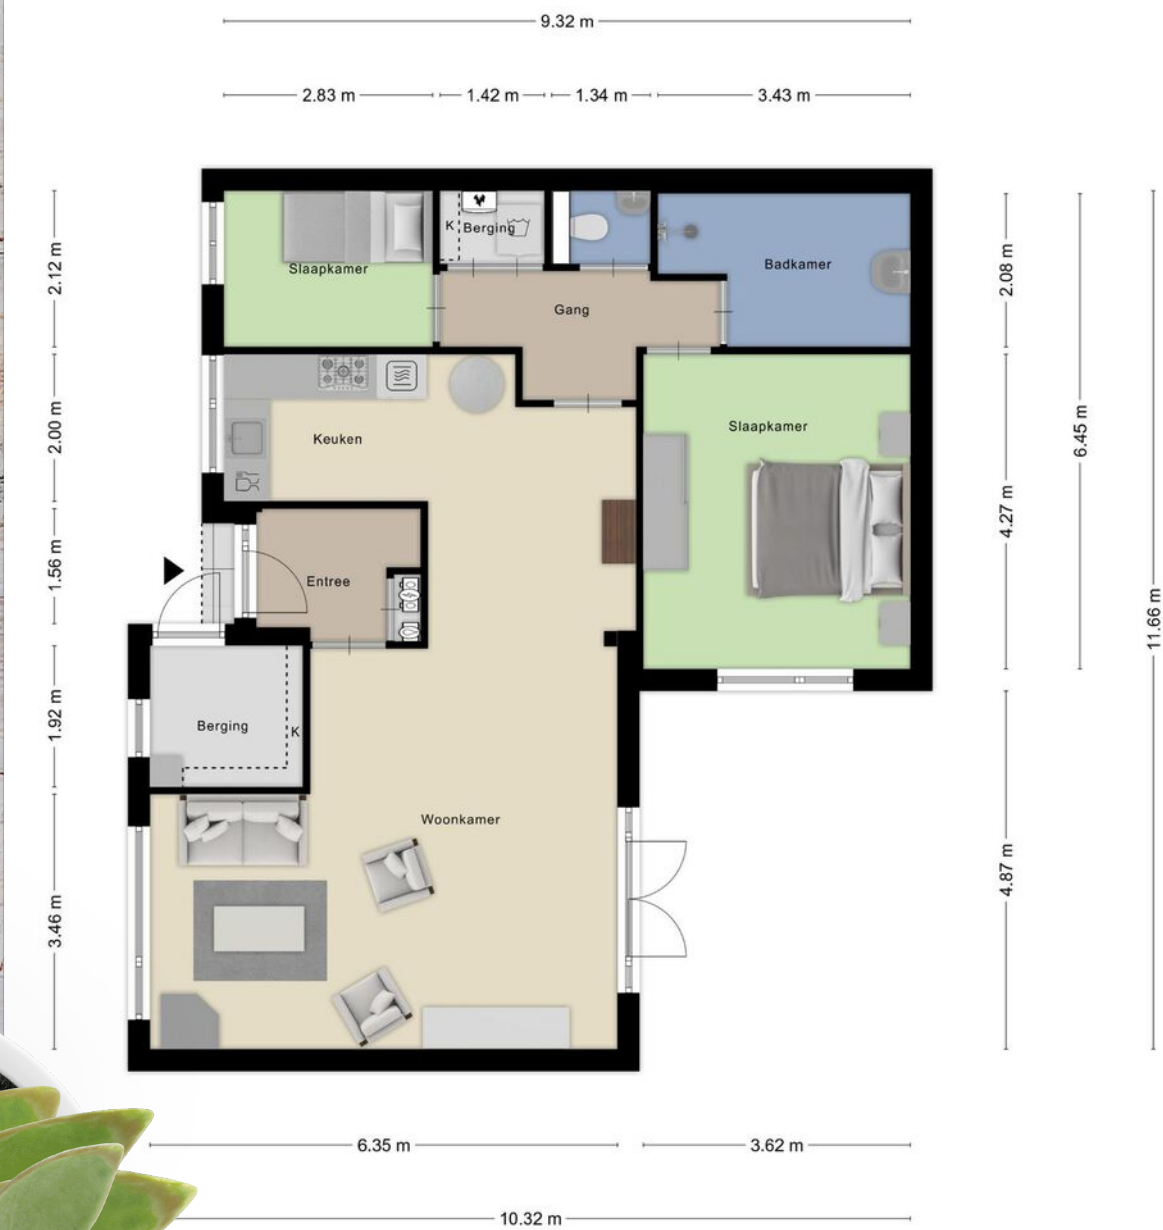 9.32 m
2.83 m
1.42 m
1.34 m
3.43 m
K
Berging
Slaapkamer
Badkamer
2.12 m
2.08 m
Gang
Slaapkamer
Keuken
2.00 m
6.45 m
4.27 m
1.56 m
Entree
11.66 m
1.92 m
Berging
K
Woonkamer
4.87 m
3.46 m
6.35 m
3.62 m
10.32 m